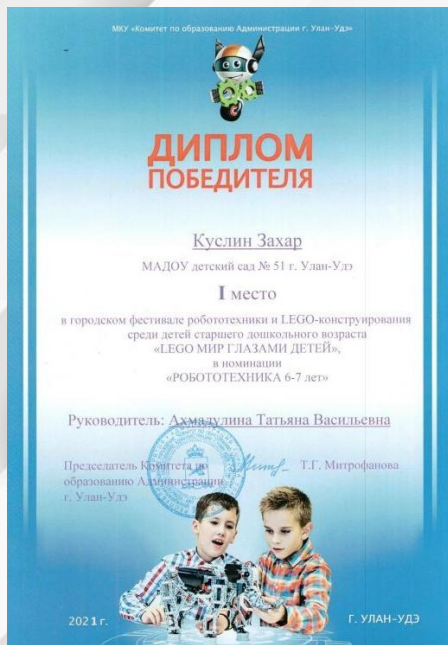 МКУ «Комитет по образованию Администрации г. Улан-Удэ»
ДИПЛОМ
ПОБЕДИТЕЛЯ
Куслин Захар
МАДОУ детский сад № 51 г. Улан-Удэ
I место
в городском фестивале робототехники и LEGO-конструирования
среди детей старшего дошкольного возраста
«LEGO МИР ГЛАЗАМИ ДЕТЕЙ»,
в номинации
«РОБОТОТЕХНИКА 6-7 лет»
Руководитель: Ахмадулина Татьяна Васильевна
Председатель Комитета по
образованию Администрации
г. Улан-Удэ
Т.Г. Митрофанова
2021 г.
Г. УЛАН-УДЭ